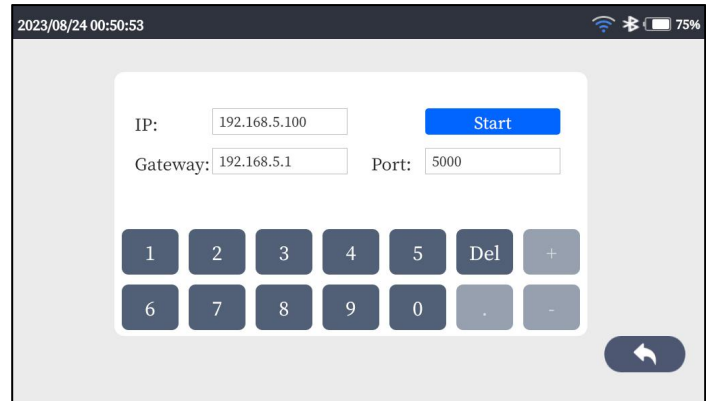 2023/08/24 00:50:53 75%
IP: 192.168.5.100 Start
Gateway: 192.168.5.1 Port: 5000
1 2 3 4 5 Del +
6 7 8 9 0 . -